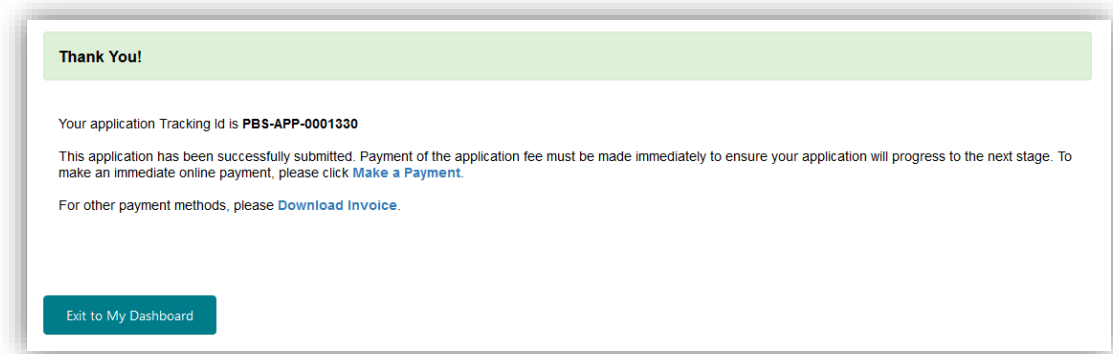 Thank You!
Your application Tracking Id is PBS-APP-0001330
This application has been successfully submitted. Payment of the application fee must be made immediately to ensure your application will progress to the next stage. To
make an immediate online payment, please click Make a Payment.
For other payment methods, please Download Invoice.
Exit to My Dashboard